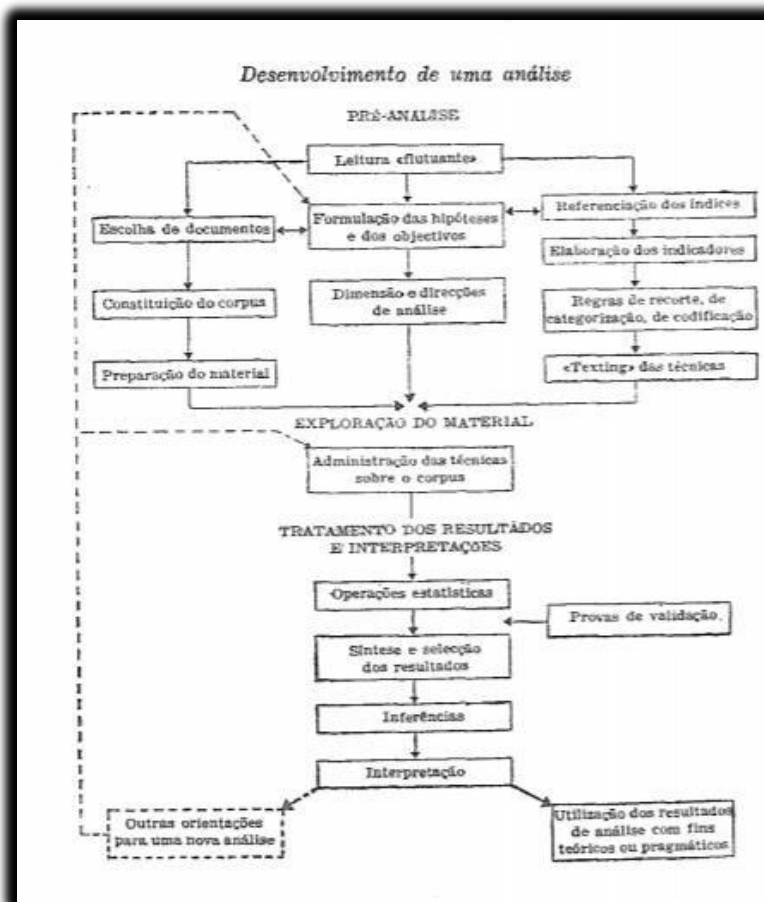 Desenvolvimento de uma análise
PRÉ-ANÁLISE
Leitura «flutuante»
Escolha de documentos
Formulação das hipóteses
e dos objectivos
Referenciação dos índices
Elaboração dos indicadores
Constituição do corpus
Dimensão e direcções
de análise
Regras de recorte, de
categorização, de codificação
Preparação do material
«Texting» das técnicas
EXPLORAÇÃO DO MATERIAL
Administração das técnicas
sobre o corpus
TRATAMENTO DOS RESULTADOS
E INTERPRETAÇÕES
Operações estatísticas
Provas de validação.
Síntese e selecção
dos resultados
Inferências
Interpretação
Outras orientações
para uma nova análise
Utilização dos resultados
de análise com fins
teóricos ou pragmáticos